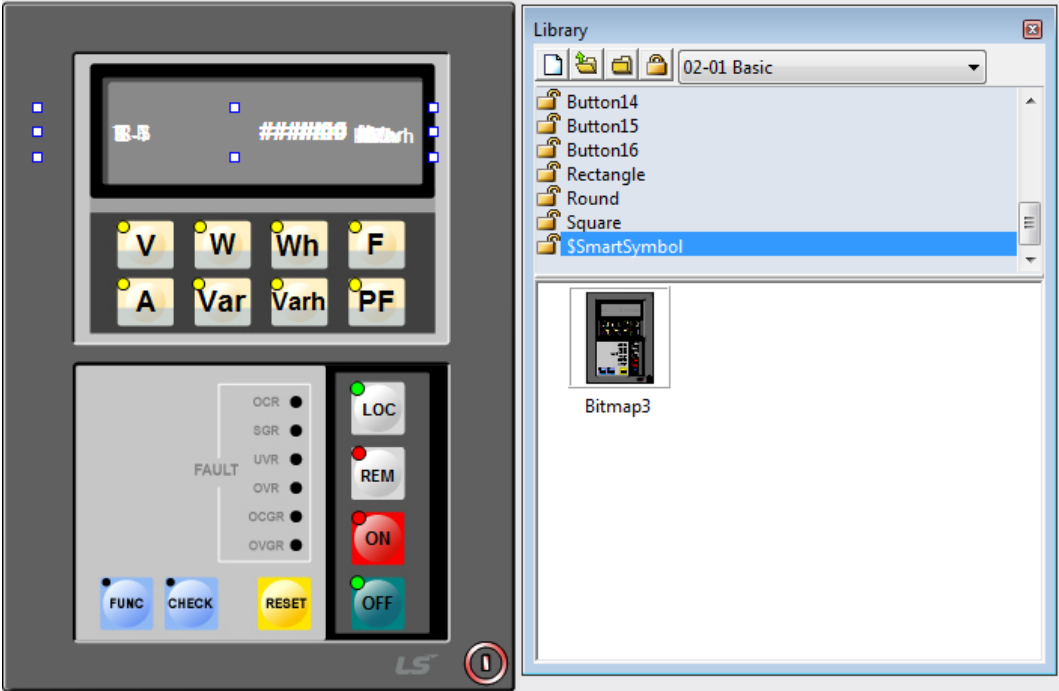 ######
V W Wh F
A Var Varh PF
OCR
SGR
UVR
FAULT
OVR
OCGR
OVGR
LOC
REM
ON
OFF
FUNC CHECK RESET
LS
Library
02-01 Basic
Button14
Button15
Button16
Rectangle
Round
Square
$SmartSymbol
Bitmap3